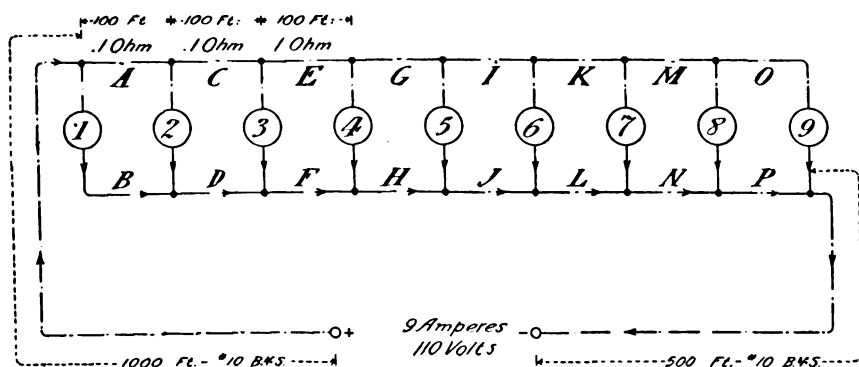 100 Ft. 100 Ft. 100 Ft.
.1 Ohm .1 Ohm 1 Ohm
A C E G I K M O
1 2 3 4 5 6 7 8 9
B D F H J L N P
+ 9 Amperes -
110 Volts
1000 Ft.- #10 B.&S. 500 Ft.- #10 B.&S.